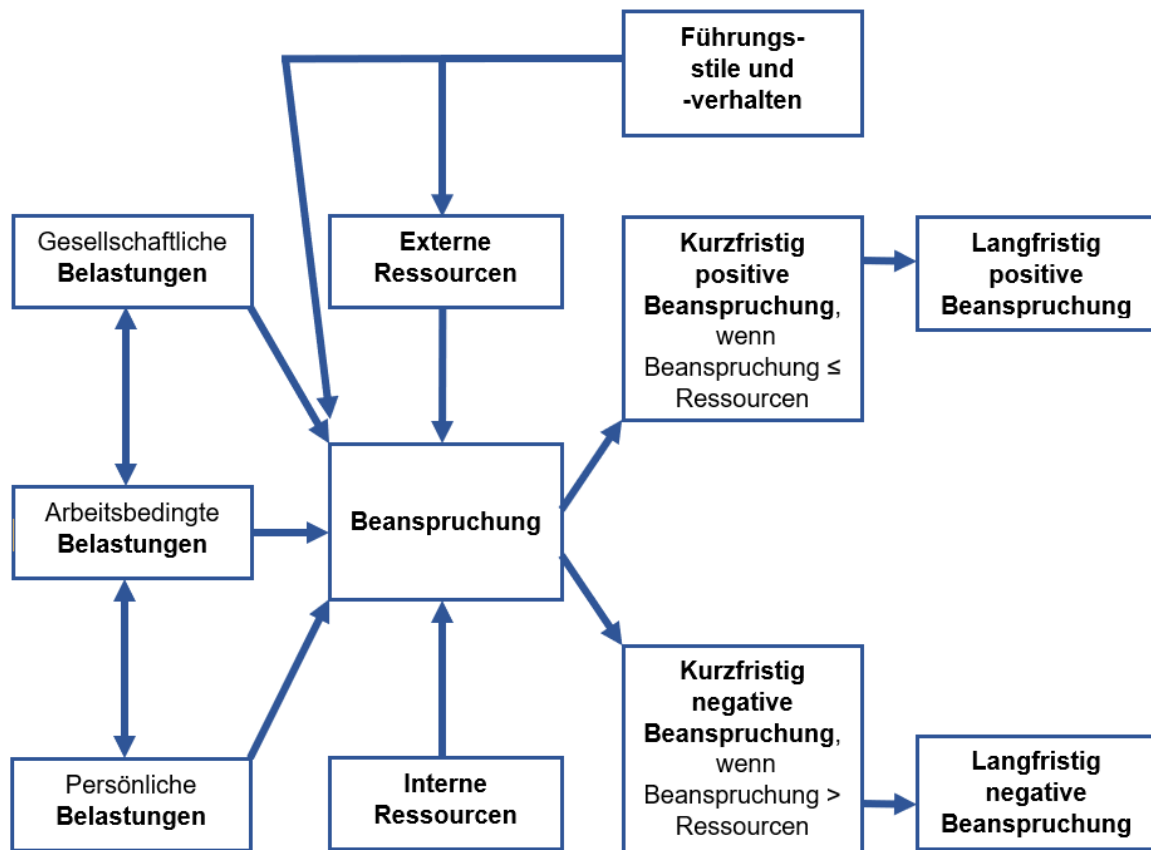 Führungs-
stile und
-verhalten
Gesellschaftliche
Belastungen
Externe
Ressourcen
Kurzfristig
positive
Beanspruchung,
wenn
Beanspruchung ≤
Ressourcen
Langfristig
positive
Beanspruchung
Arbeitsbedingte
Belastungen
Beanspruchung
Persönliche
Belastungen
Interne
Ressourcen
Kurzfristig
negative
Beanspruchung,
wenn
Beanspruchung >
Ressourcen
Langfristig
negative
Beanspruchung